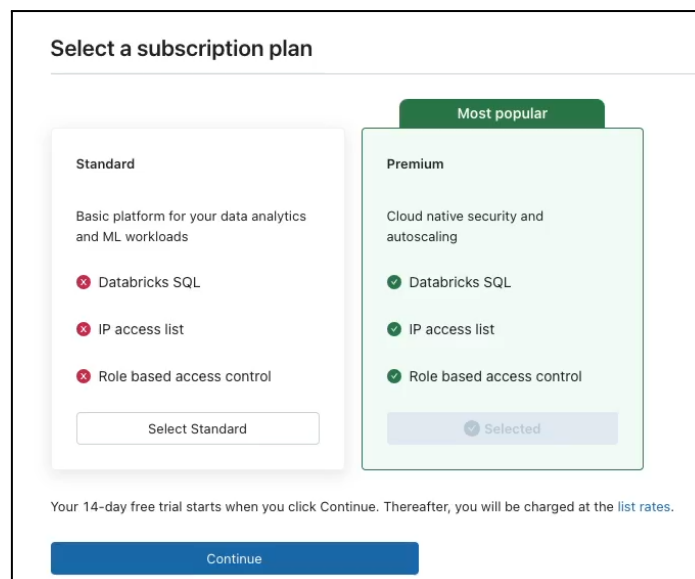 Select a subscription plan
Most popular
Standard
Basic platform for your data analytics
and ML workloads
Databricks SQL
IP access list
Role based access control
Select Standard
Premium
Cloud native security and
autoscaling
Databricks SQL
IP access list
Role based access control
Selected
Your 14-day free trial starts when you click Continue. Thereafter, you will be charged at the list rates.
Continue